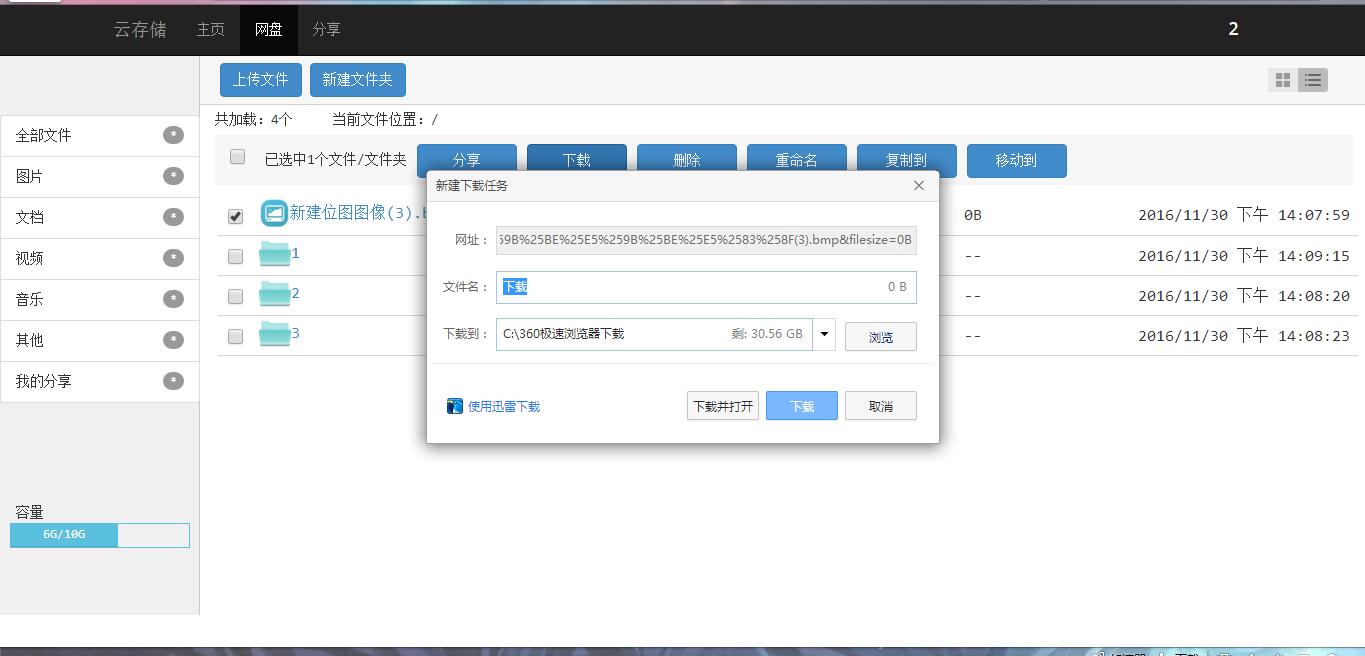 云存储 主页 网盘 分享 2
上传文件 新建文件夹
共加载：4个 当前文件位置：/
全部文件 *
图片 *
文档 *
视频 *
音乐 *
其他 *
我的分享 *
容量
6G/10G
已选中1个文件/文件夹 分享 下载 删除 重命名 复制到 移动到
新建位图图像(3). 0B 2016/11/30 下午 14:07:59
1 -- 2016/11/30 下午 14:09:15
2 -- 2016/11/30 下午 14:08:20
3 -- 2016/11/30 下午 14:08:23
新建下载任务
网址： 59B%25BE%25E5%259B%25BE%25E5%2583%258F(3).bmp&filesize=0B
文件名： 下载 0 B
下载到： C:\360极速浏览器下载 剩: 30.56 GB 浏览
使用迅雷下载 下载并打开 下载 取消